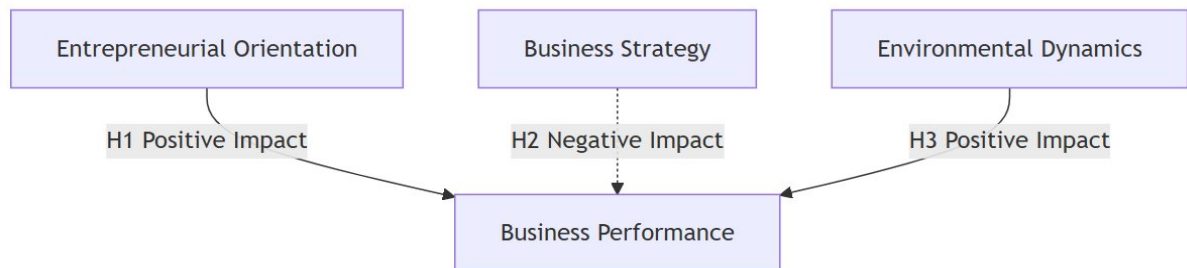 Entrepreneurial Orientation
Business Strategy
Environmental Dynamics
H1 Positive Impact
H2 Negative Impact
H3 Positive Impact
Business Performance